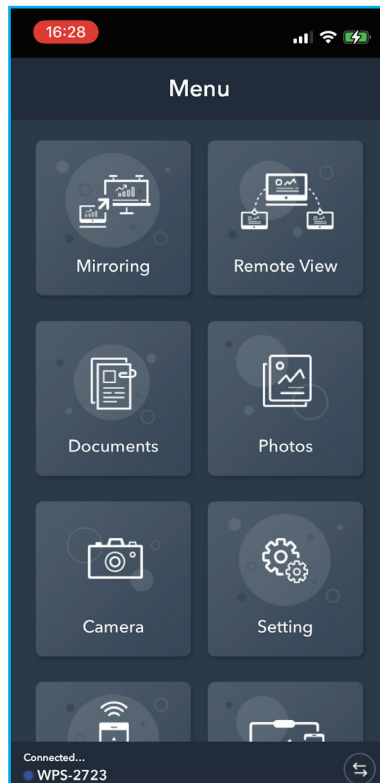 16:28
Menu
Mirroring
Remote View
Documents
Photos
Camera
Setting
Connected...
WPS-2723